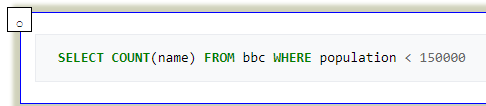 SELECT COUNT(name) FROM bbc WHERE population < 150000